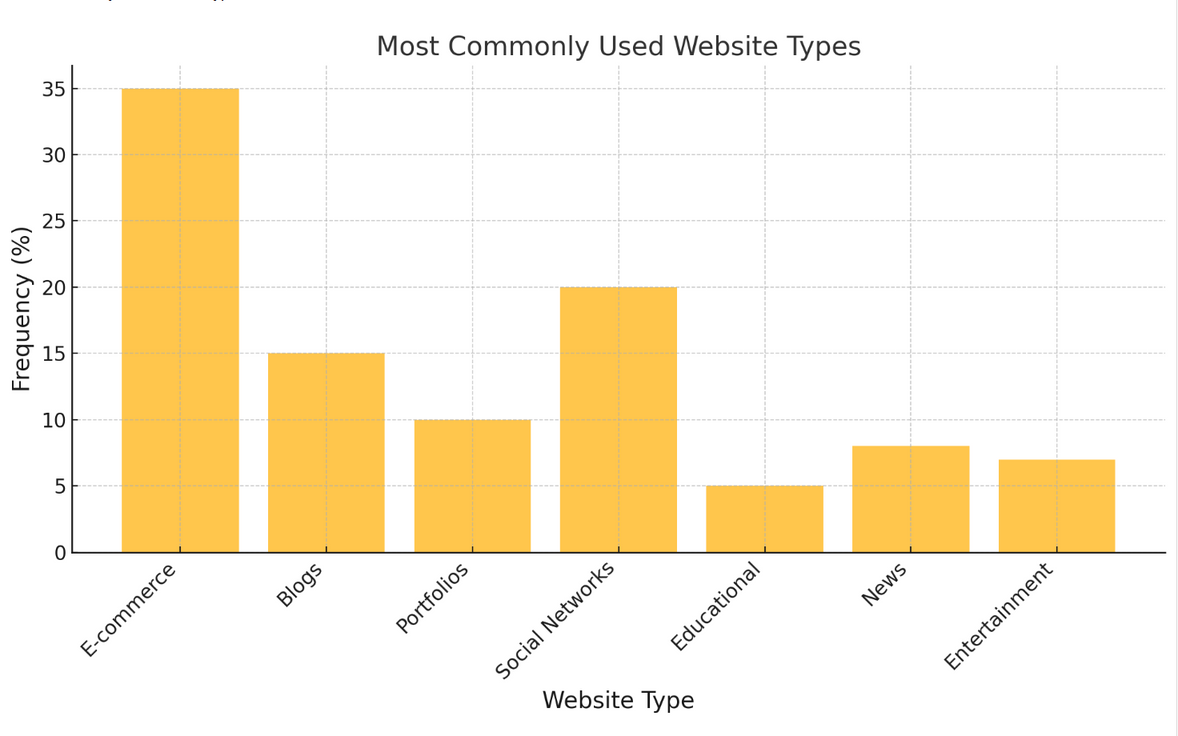 Most Commonly Used Website Types
Frequency (%)
35
30
25
20
15
10
5
0
E-commerce
Blogs
Portfolios
Social Networks
Educational
News
Entertainment
Website Type